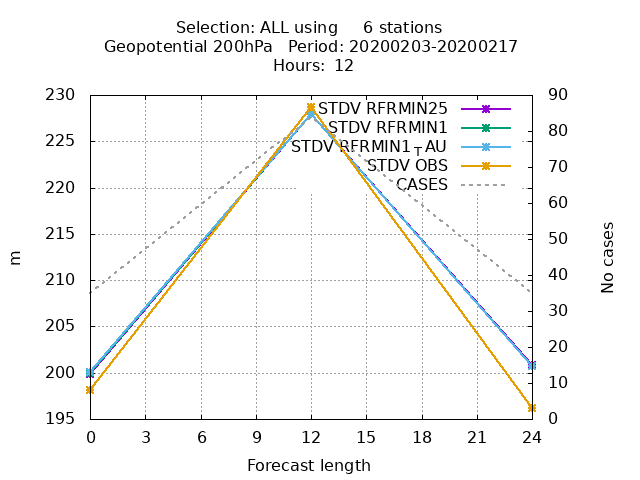 Selection: ALL using     6 stations
Geopotential 200hPa   Period: 20200203-20200217
Hours:  12
230
225
220
215
210
205
200
195
90
80
70
60
50
40
30
20
10
0
STDV RFRMIN25
STDV RFRMIN1
STDV RFRMIN1TAU
STDV OBS
CASES
m
No cases
0 3 6 9 12 15 18 21 24
Forecast length